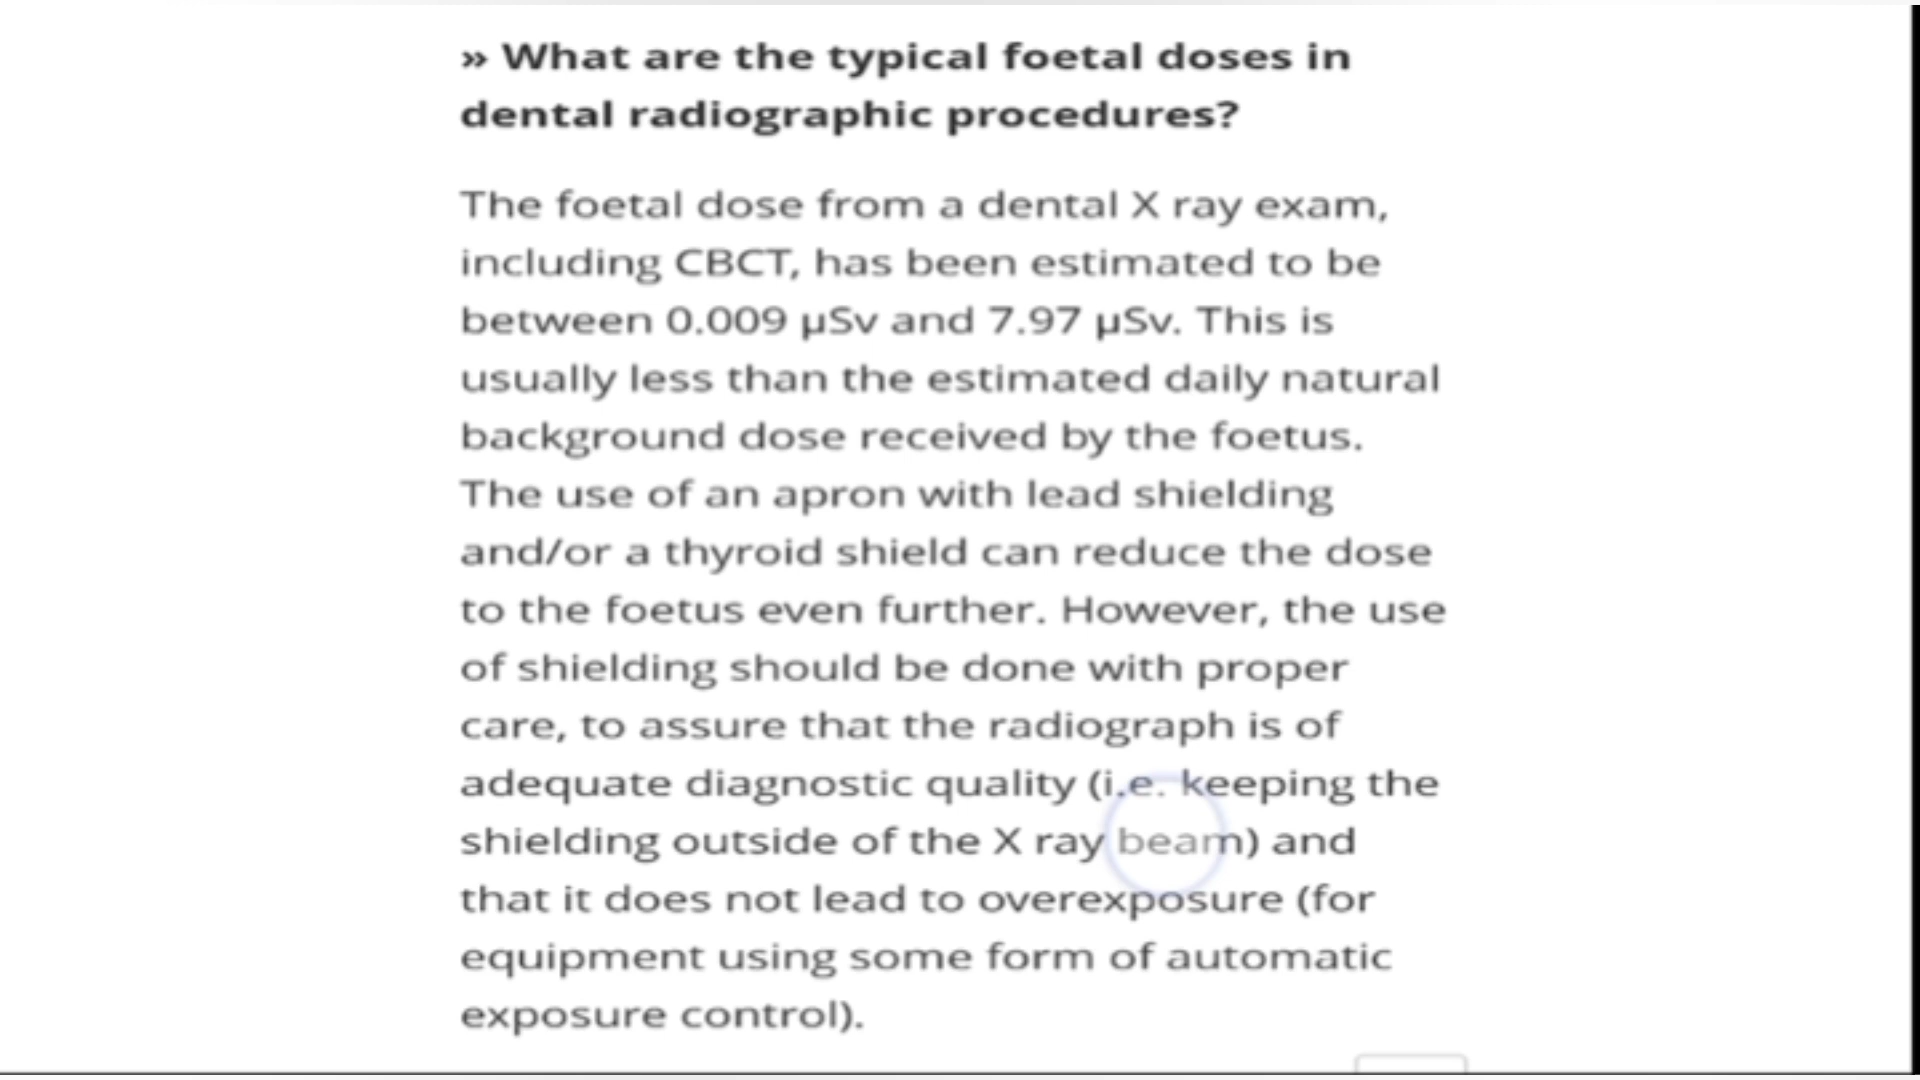 » What are the typical foetal doses in
dental radiographic procedures?
The foetal dose from a dental X ray exam,
including CBCT, has been estimated to be
between 0.009 µSv and 7.97 µSv. This is
usually less than the estimated daily natural
background dose received by the foetus.
The use of an apron with lead shielding
and/or a thyroid shield can reduce the dose
to the foetus even further. However, the use
of shielding should be done with proper
care, to assure that the radiograph is of
adequate diagnostic quality (i.e. keeping the
shielding outside of the X ray beam) and
that it does not lead to overexposure (for
equipment using some form of automatic
exposure control).